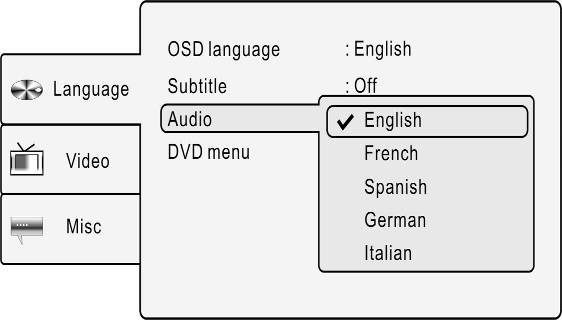 Language
Video
Misc
OSD language : English
Subtitle : Off
Audio
DVD menu
English
French
Spanish
German
Italian